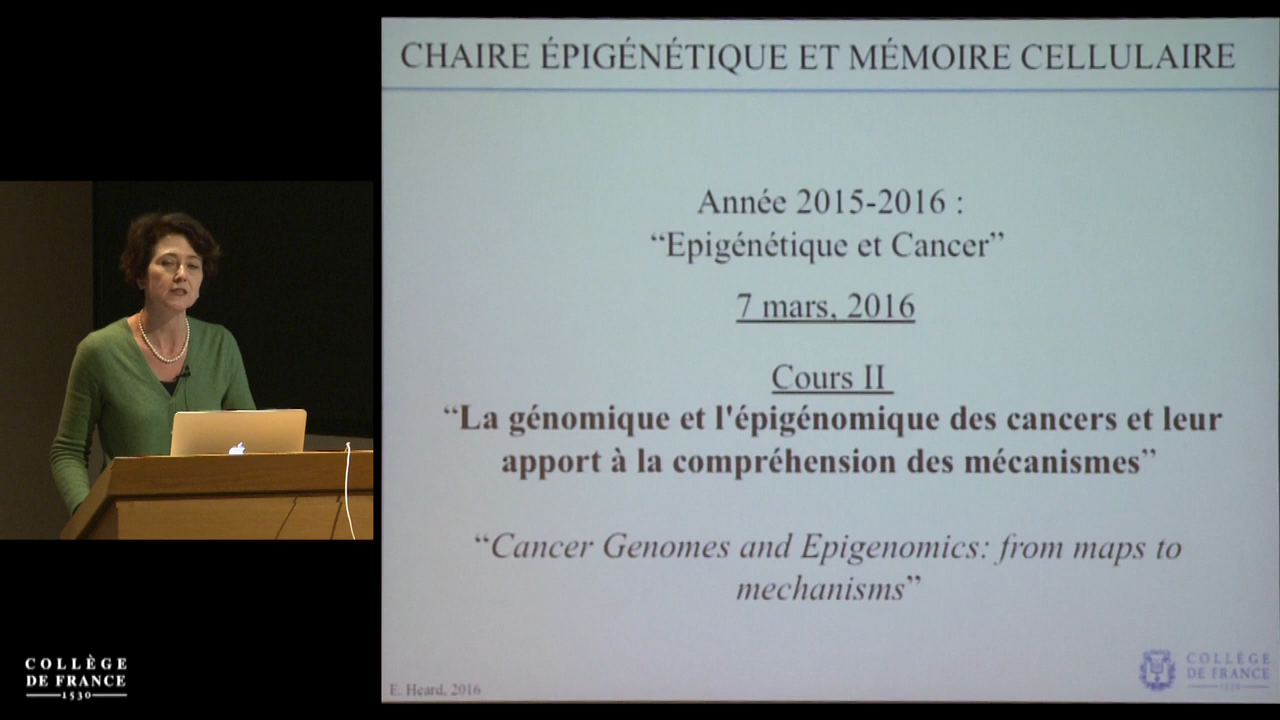 CHAIRE ÉPIGÉNÉTIQUE ET MÉMOIRE CELLULAIRE
Année 2015-2016 :
“Epigénétique et Cancer”
7 mars, 2016
Cours II
“La génomique et l'épigénomique des cancers et leur
apport à la compréhension des mécanismes”
“Cancer Genomes and Epigenomics: from maps to
mechanisms”
E. Heard, 2016
COLLÈGE
DE FRANCE
1530
COLLÈGE
DE FRANCE
1530